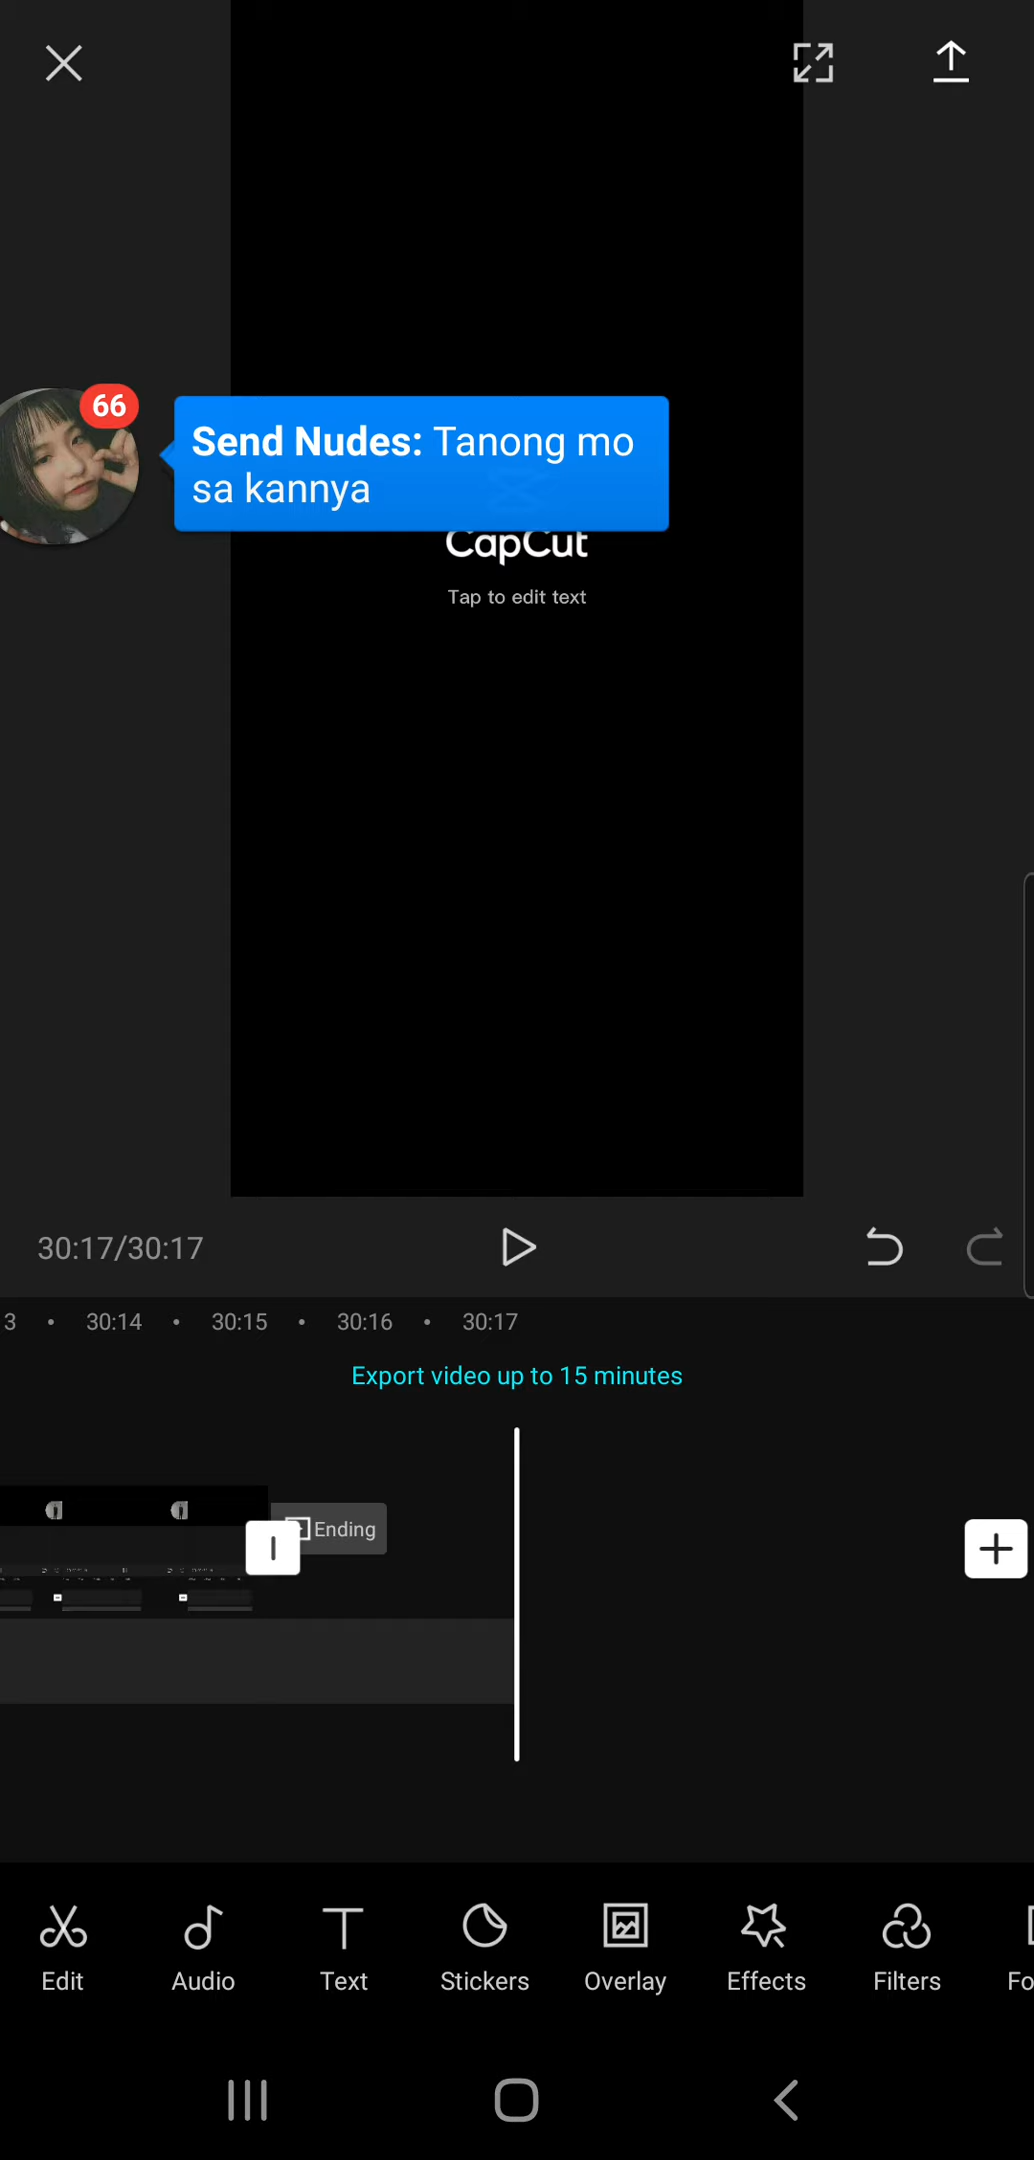 66
Send Nudes: Tanong mo
sa kannya
CapCut
Tap to edit text
30:17/30:17
3 • 30:14 • 30:15 • 30:16 • 30:17
Export video up to 15 minutes
Ending
Edit Audio Text Stickers Overlay Effects Filters Fo